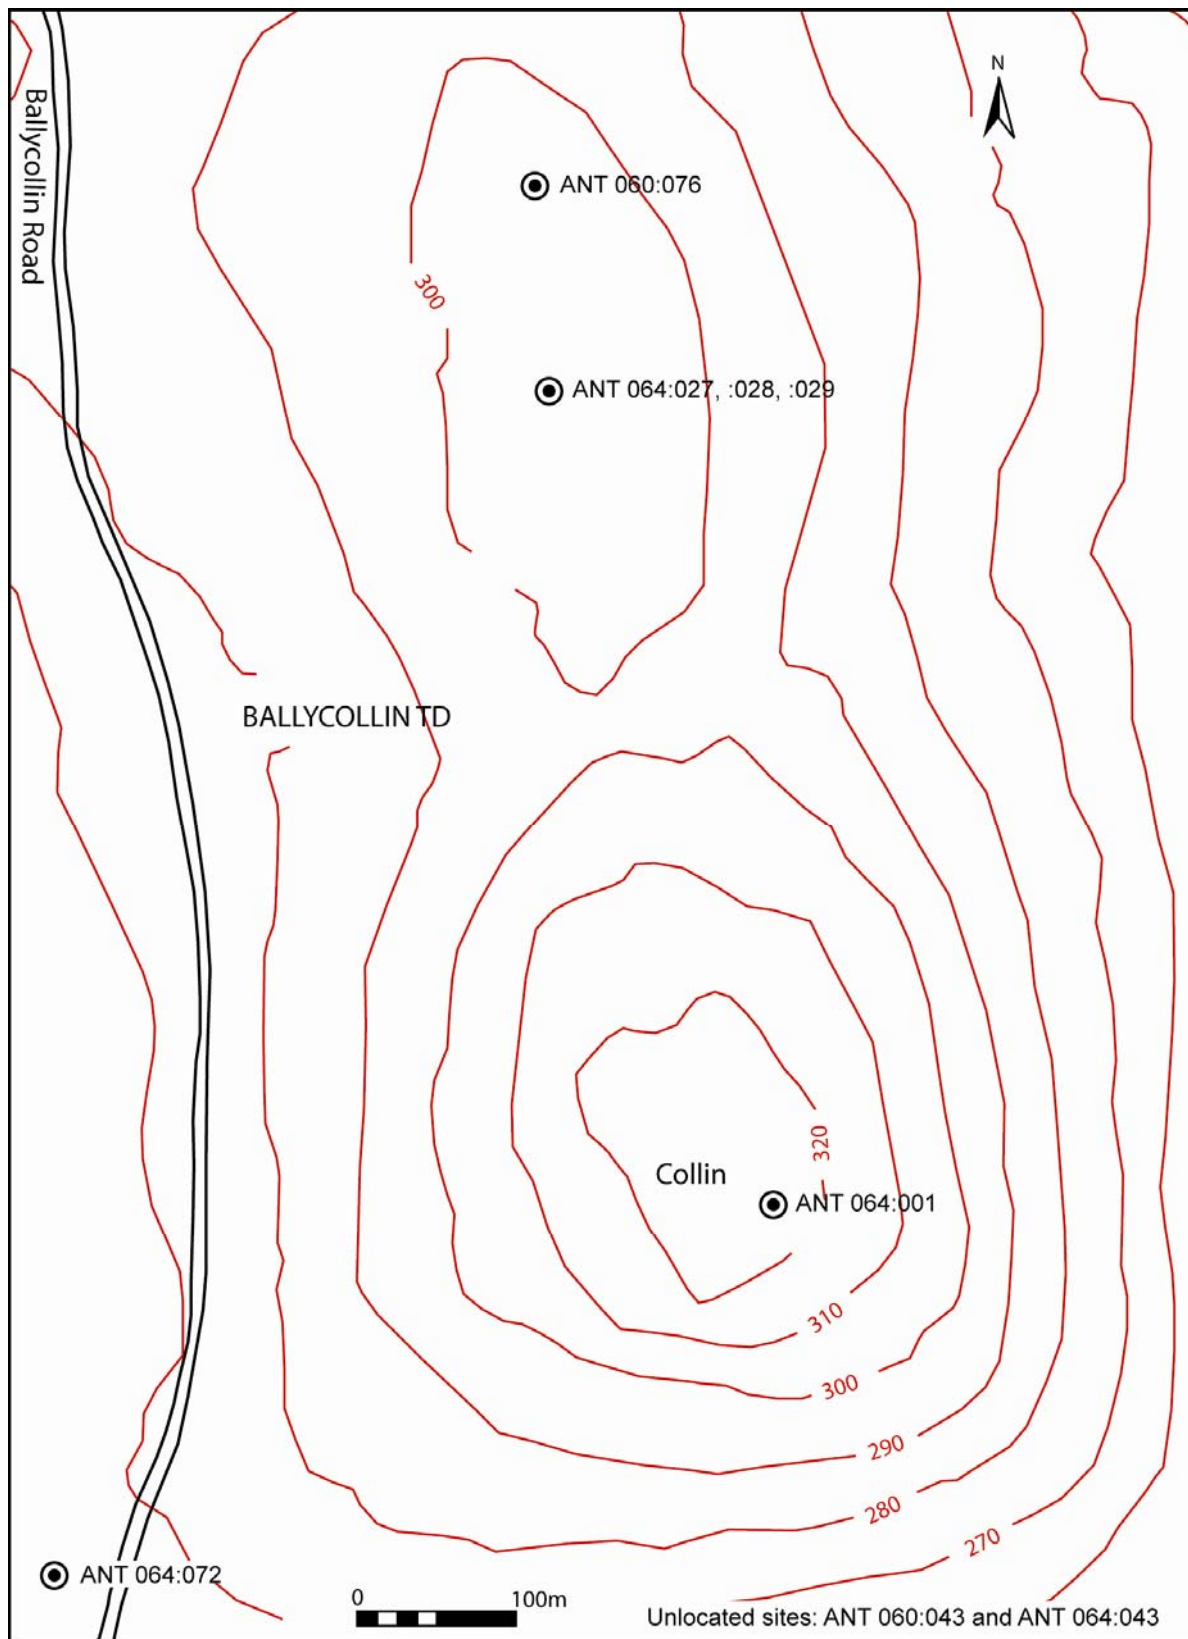 N
Ballycollin Road
ANT 060:076
300
ANT 064:027, :028, :029
BALLYCOLLIN TD
320
Collin
ANT 064:001
310
300
290
280
270
ANT 064:072
0 100m
Unlocated sites: ANT 060:043 and ANT 064:043